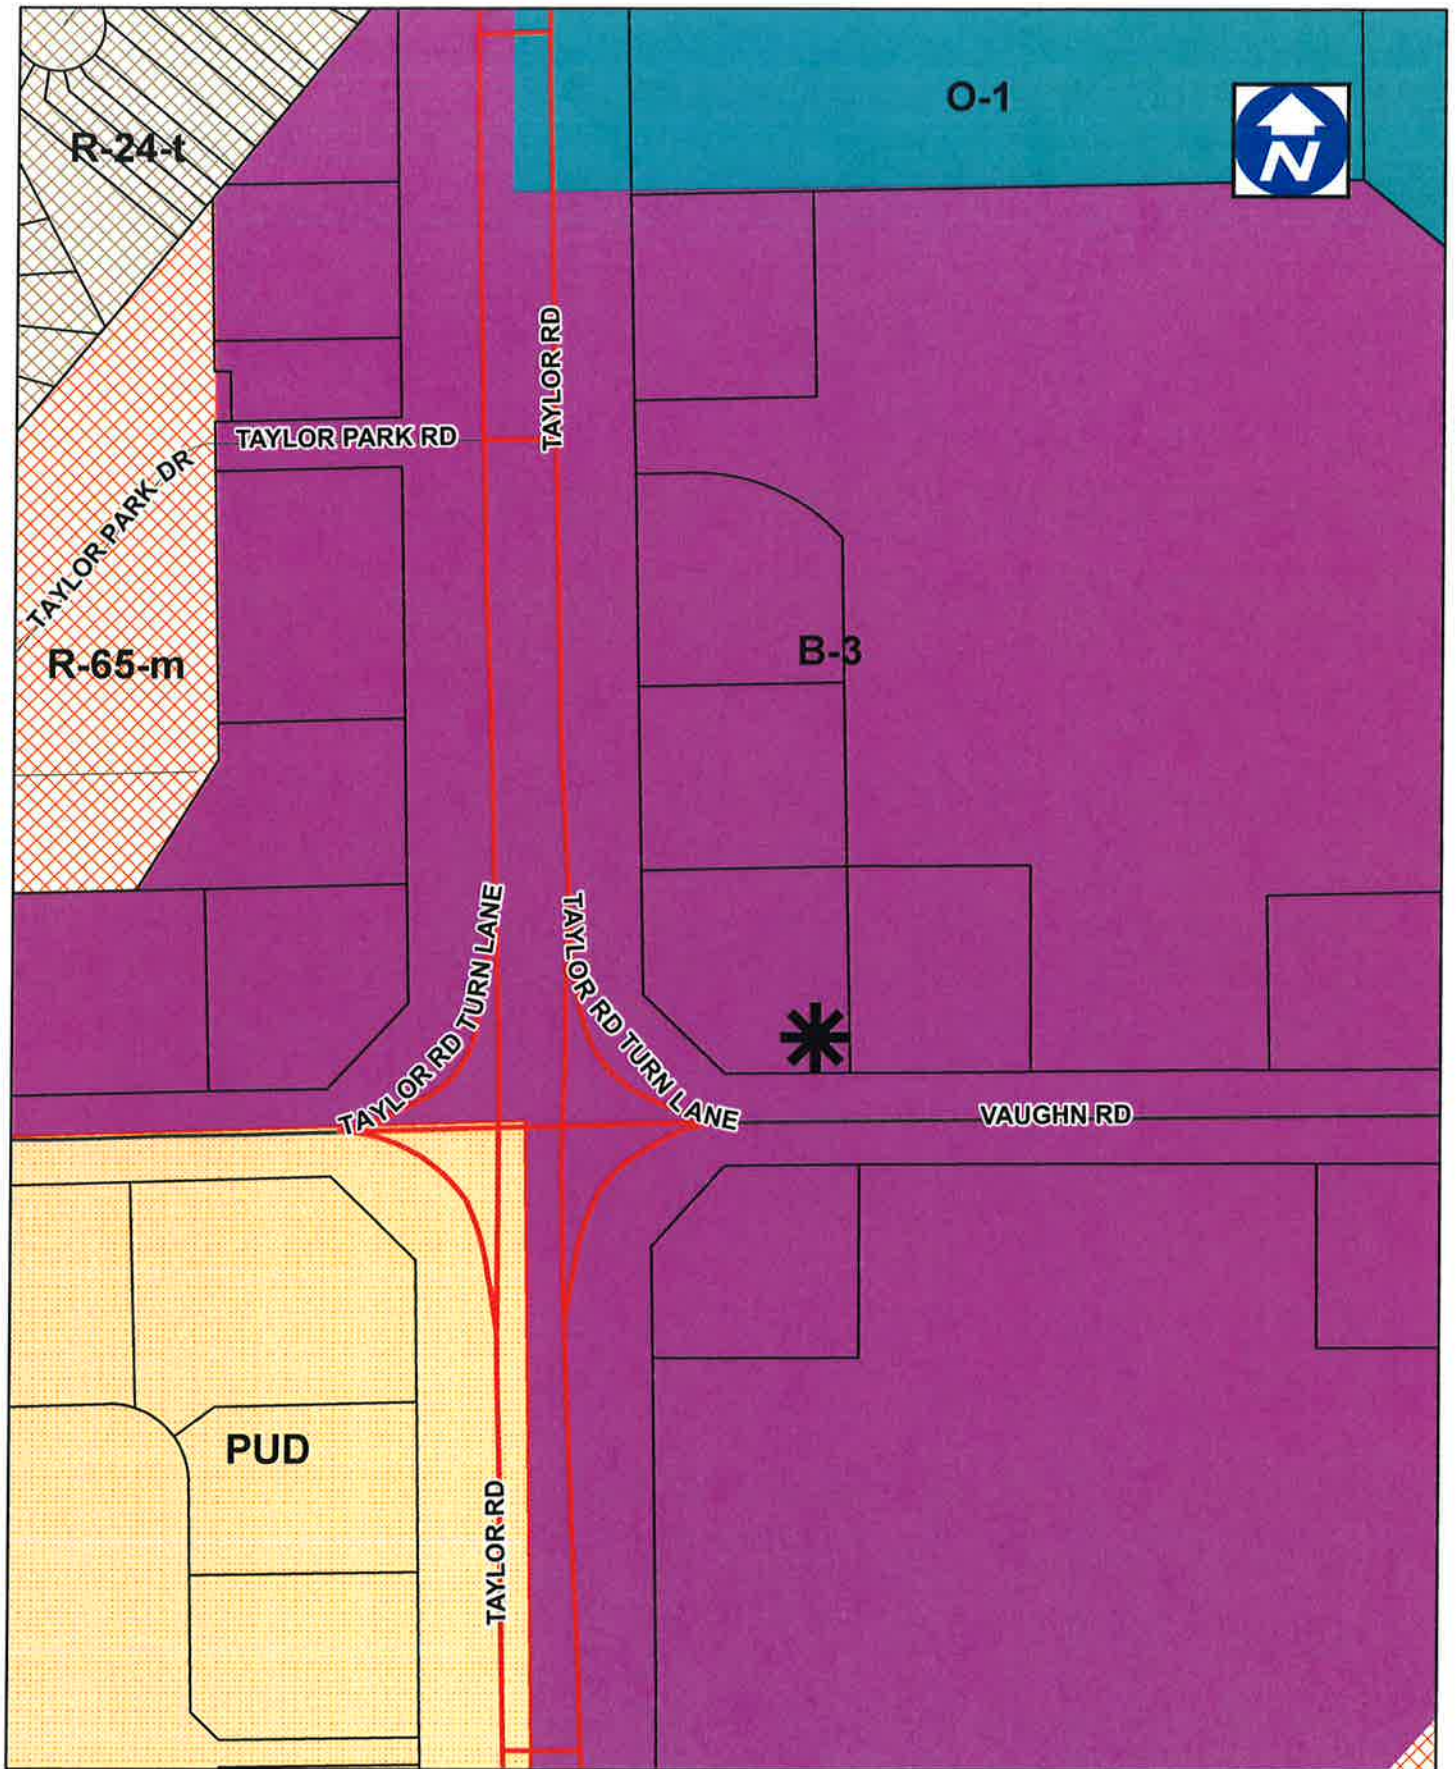 O-1
R-24-t
N
TAYLOR RD
TAYLOR PARK RD
TAYLOR PARK DR
R-65-m
B-3
TAYLOR RD TURN LANE
TAYLOR RD TURN LANE
VAUGHN RD
PUD
TAYLOR RD